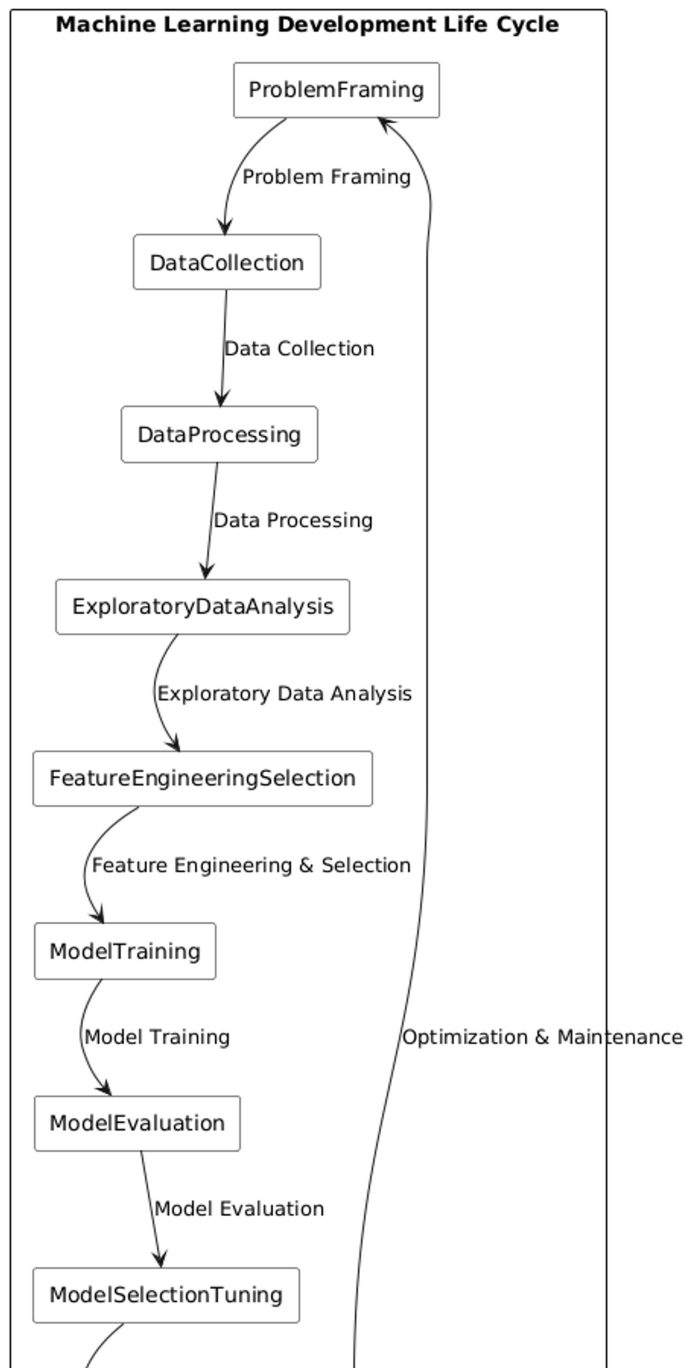 Machine Learning Development Life Cycle
ProblemFraming
Problem Framing
DataCollection
Data Collection
DataProcessing
Data Processing
ExploratoryDataAnalysis
Exploratory Data Analysis
FeatureEngineeringSelection
Feature Engineering & Selection
ModelTraining
Model Training
Optimization & Maintenance
ModelEvaluation
Model Evaluation
ModelSelectionTuning